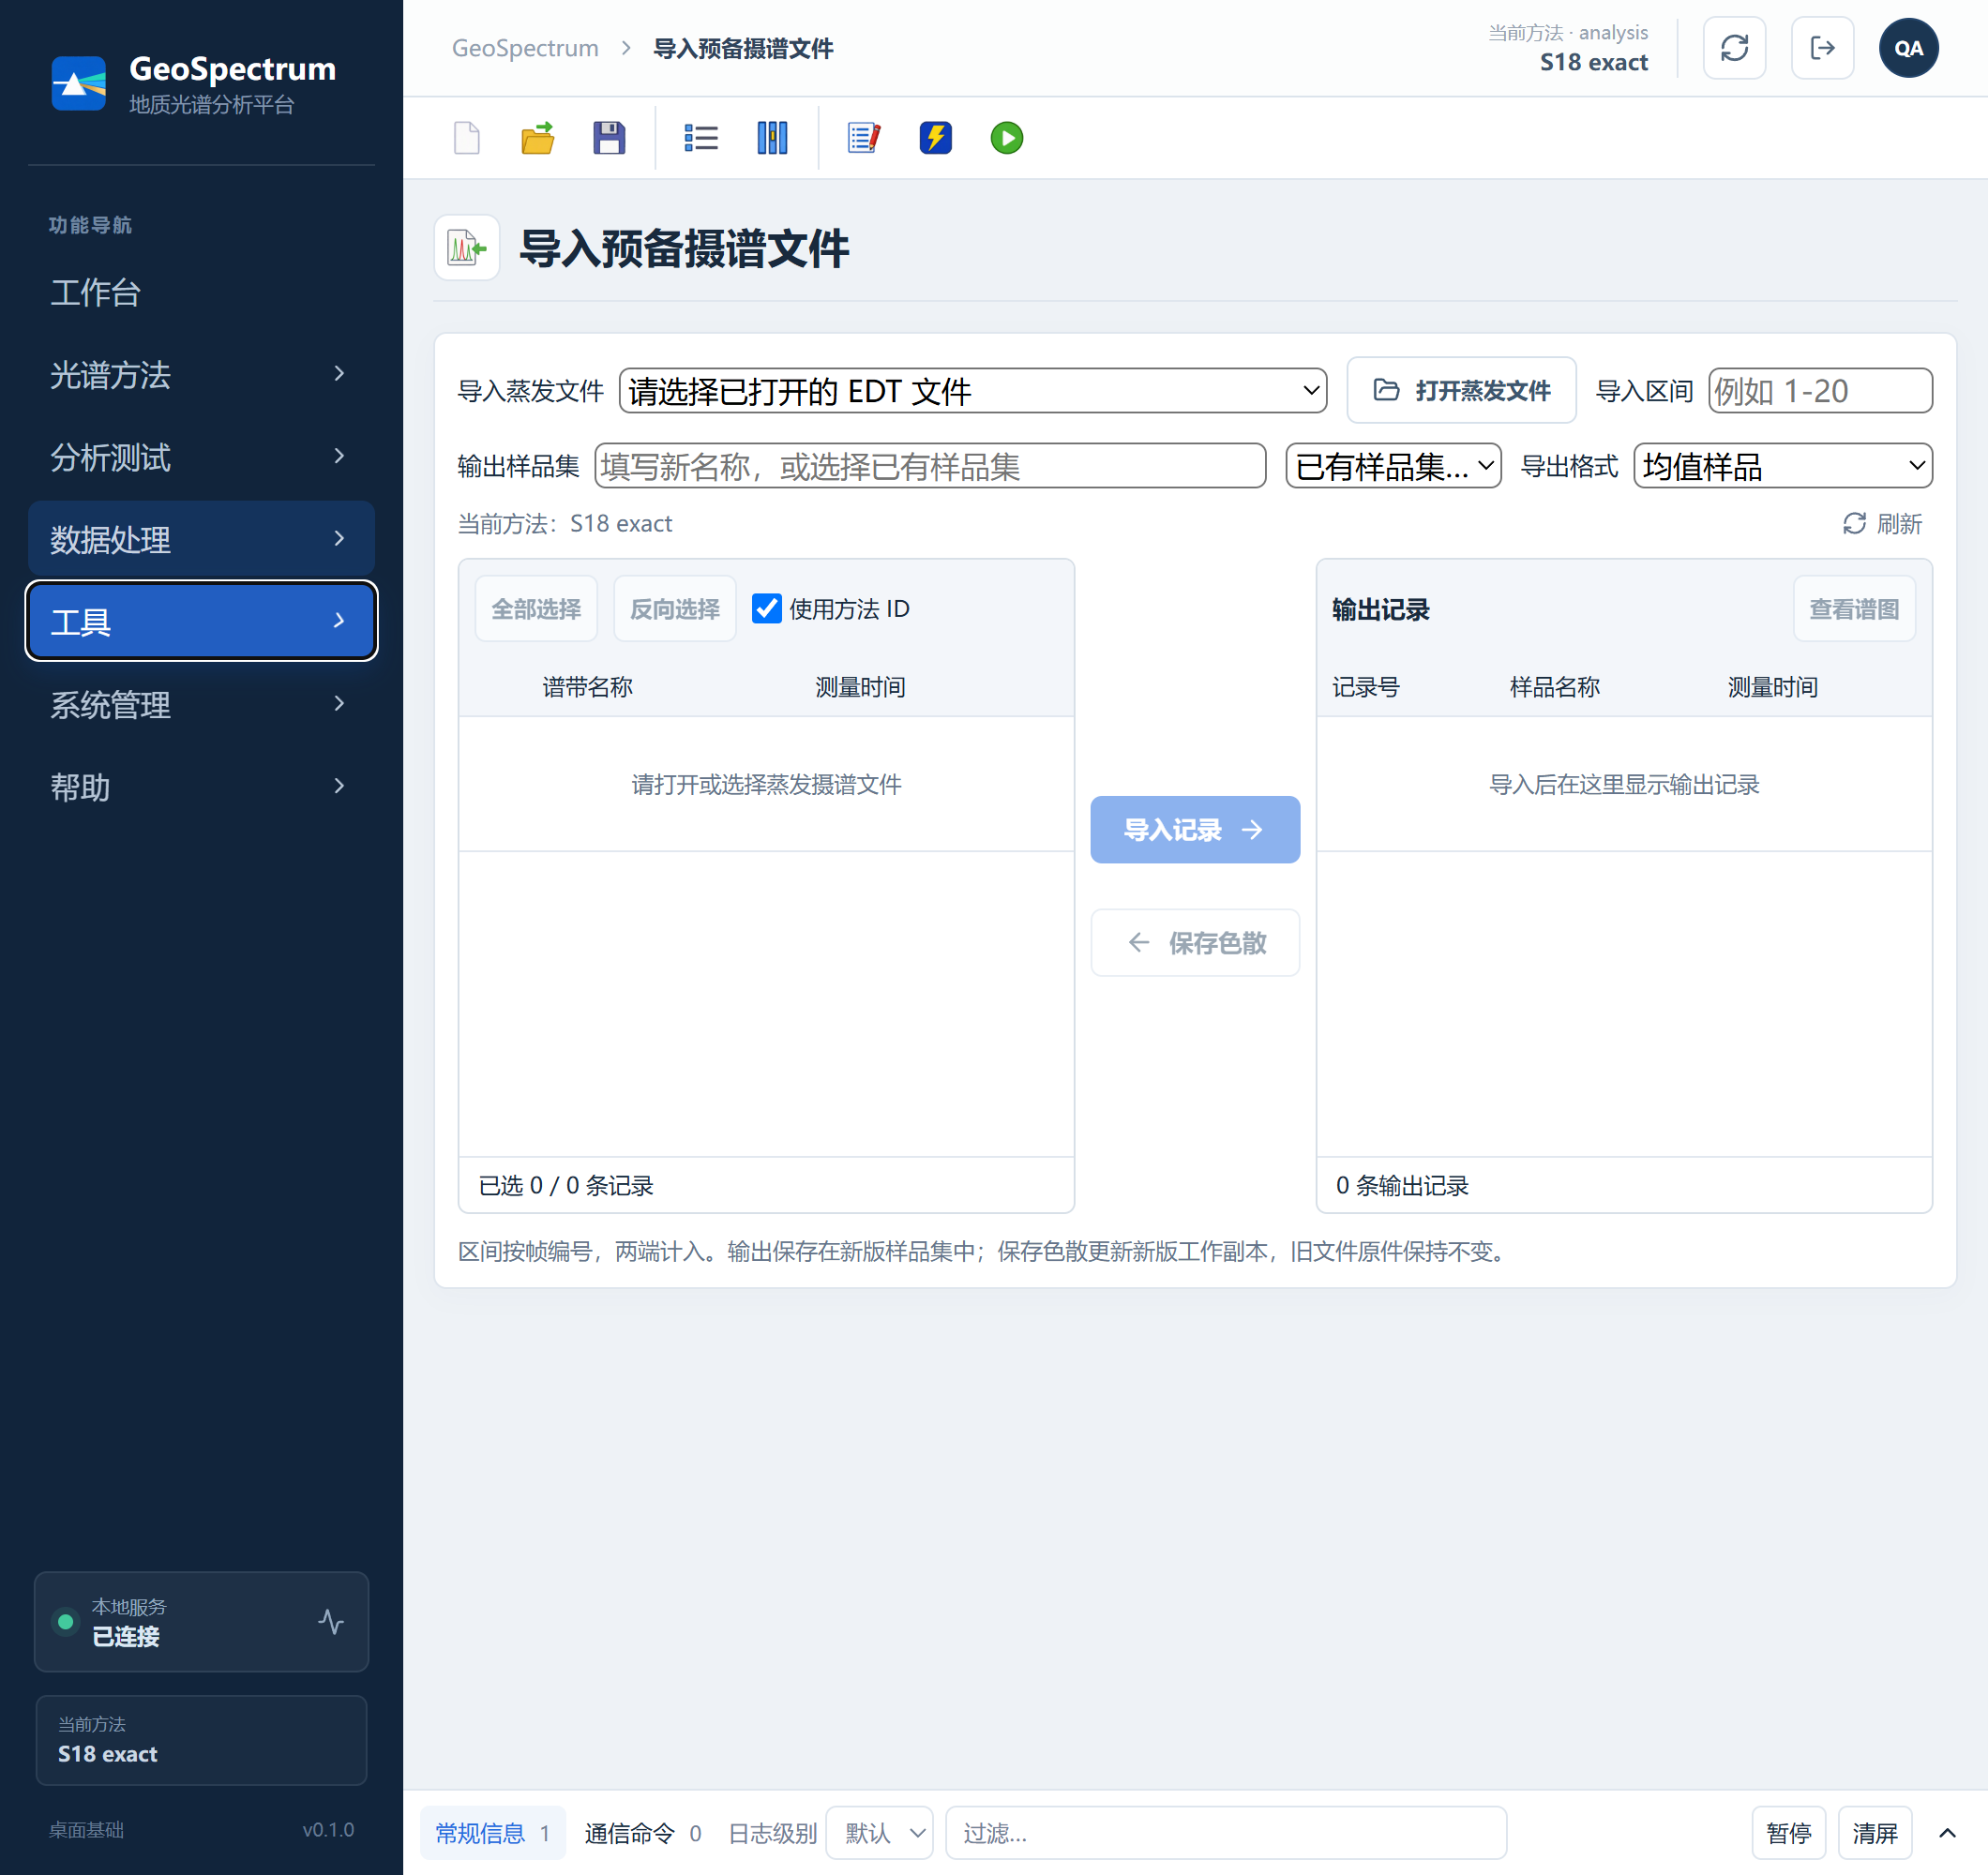 GeoSpectrum
地质光谱分析平台
功能导航
工作台
光谱方法
分析测试
数据处理
工具
系统管理
帮助
本地服务
已连接
当前方法
S18 exact
桌面基础 v0.1.0
GeoSpectrum > 导入预备摄谱文件
当前方法 · analysis
S18 exact
QA
导入预备摄谱文件
导入蒸发文件 请选择已打开的 EDT 文件 打开蒸发文件 导入区间 例如 1-20
输出样品集 填写新名称，或选择已有样品集 已有样品集... 导出格式 均值样品
当前方法：S18 exact 刷新
全部选择 反向选择 使用方法 ID
谱带名称 测量时间
请打开或选择蒸发摄谱文件
已选 0 / 0 条记录
导入记录
保存色散
输出记录 查看谱图
记录号 样品名称 测量时间
导入后在这里显示输出记录
0 条输出记录
区间按帧编号，两端计入。输出保存在新版样品集中；保存色散更新新版工作副本，旧文件原件保持不变。
常规信息 1 通信命令 0 日志级别 默认 过滤... 暂停 清屏